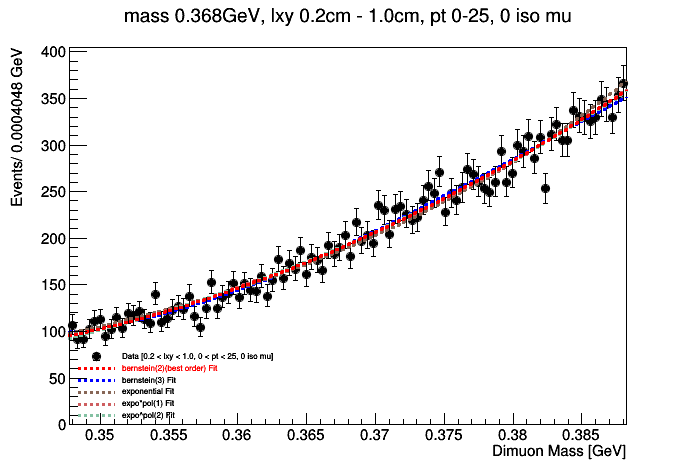 mass 0.368GeV, lxy 0.2cm - 1.0cm, pt 0-25, 0 iso mu
Events/ 0.0004048 GeV
400
350
300
250
200
150
100
50
0
Data [0.2 < lxy < 1.0, 0 < pt < 25, 0 iso mu]
bernstein(2)(best order) Fit
bernstein(3) Fit
exponential Fit
expo*pol(1) Fit
expo*pol(2) Fit
0.35 0.355 0.36 0.365 0.37 0.375 0.38 0.385
Dimuon Mass [GeV]